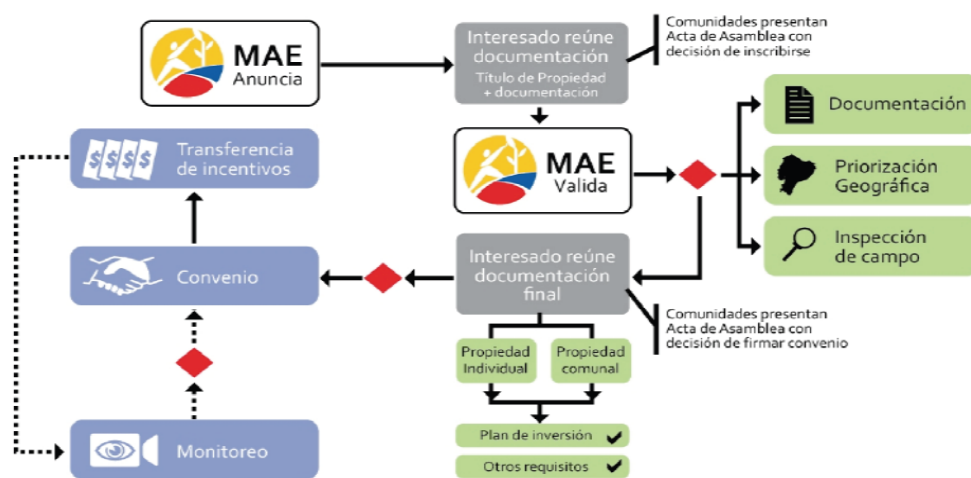 MAE
Anuncia
Interesado reúne
documentación
Título de Propiedad
+ documentación
Comunidades presentan
Acta de Asamblea con
decisión de inscribirse
MAE
Valida
Documentación
Priorización
Geográfica
Inspección
de campo
Transferencia
de incentivos
$ $ $ $
Convenio
Interesado reúne
documentación
final
Comunidades presentan
Acta de Asamblea con
decisión de firmar convenio
Propiedad
Individual
Propiedad
comunal
Plan de inversión
Otros requisitos
Monitoreo